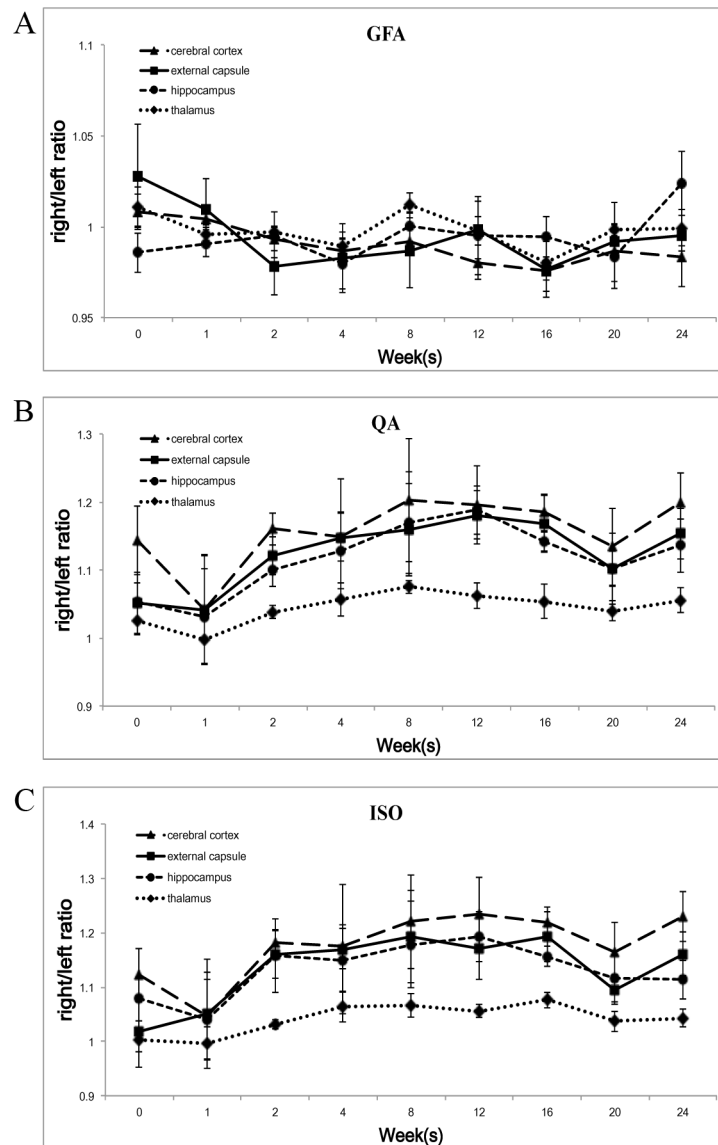 A
GFA
cerebral cortex
external capsule
hippocampus
thalamus
1.1
1.05
1
0.95
right/left ratio
0 1 2 4 8 12 16 20 24
Week(s)
B
QA
cerebral cortex
external capsule
hippocampus
thalamus
1.3
1.2
1.1
1
0.9
right/left ratio
0 1 2 4 8 12 16 20 24
Week(s)
C
ISO
cerebral cortex
external capsule
hippocampus
thalamus
1.4
1.3
1.2
1.1
1
0.9
right/left ratio
0 1 2 4 8 12 16 20 24
Week(s)